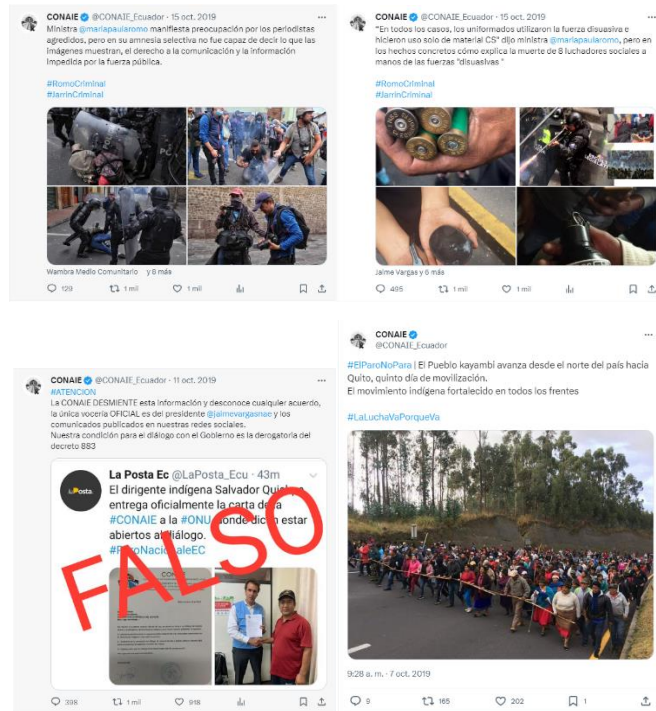 CONAIE @CONAIE_Ecuador · 15 oct. 2019
Ministra @mariapaularomo manifiesta preocupación por los periodistas
agredidos, pero en su amnesia selectiva no fue capaz de decir lo que las
imágenes muestran, el derecho a la comunicación y la información
impedida por la fuerza pública.
#RomoCriminal
#JarrinCriminal
Wambra Medio Comunitario y 8 más
129 1 mil 1 mil
CONAIE @CONAIE_Ecuador · 15 oct. 2019
"En todos los casos, los uniformados utilizaron la fuerza disuasiva e
hicieron uso solo de material CS" dijo ministra @mariapaularomo, pero en
los hechos concretos cómo explica la muerte de 8 luchadores sociales a
manos de las fuerzas "disuasivas "
#RomoCriminal
#JarrinCriminal
Jaime Vargas y 6 más
495 1 mil 1 mil
CONAIE @CONAIE_Ecuador · 11 oct. 2019
#ATENCION
La CONAIE DESMIENTE esta información y desconoce cualquier acuerdo,
la única vocería OFICIAL es del presidente @jaimevargasnae y los
comunicados publicados en nuestras redes sociales.
Nuestra condición para el diálogo con el Gobierno es la derogatoria del
decreto 883
La Posta Ec @LaPosta_Ecu · 43m
LaPosta.
El dirigente indígena Salvador
entrega oficialmente la carta de la
#CONAIE a la #ONU donde dicen estar
abiertos al diálogo.
#ParoNacionaleEC
FALSO
398 1 mil 918
CONAIE
@CONAIE_Ecuador
#ElParoNoPara | El Pueblo kayambi avanza desde el norte del país hacia
Quito, quinto día de movilización.
El movimiento indígena fortalecido en todos los frentes
#LaLuchaVaPorqueVa
9:28 a. m. · 7 oct. 2019
9 165 202 1